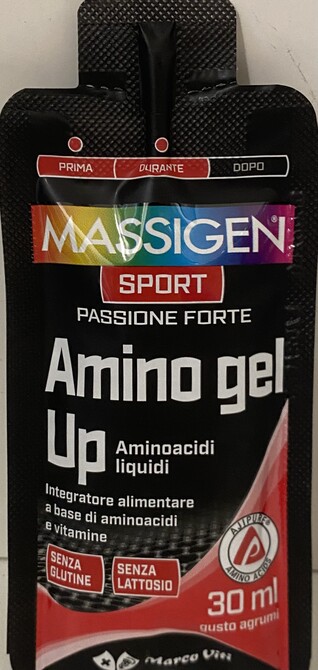 PRIMA DURANTE DOPO
MASSIGEN®
SPORT
PASSIONE FORTE
Amino gel
Up Aminoacidi
liquidi
Integratore alimentare
a base di aminoacidi
e vitamine
SENZA
GLUTINE
SENZA
LATTOSIO
AJIPURE®
AMINO ACIDS
30 ml
gusto agrumi
Marco Viti